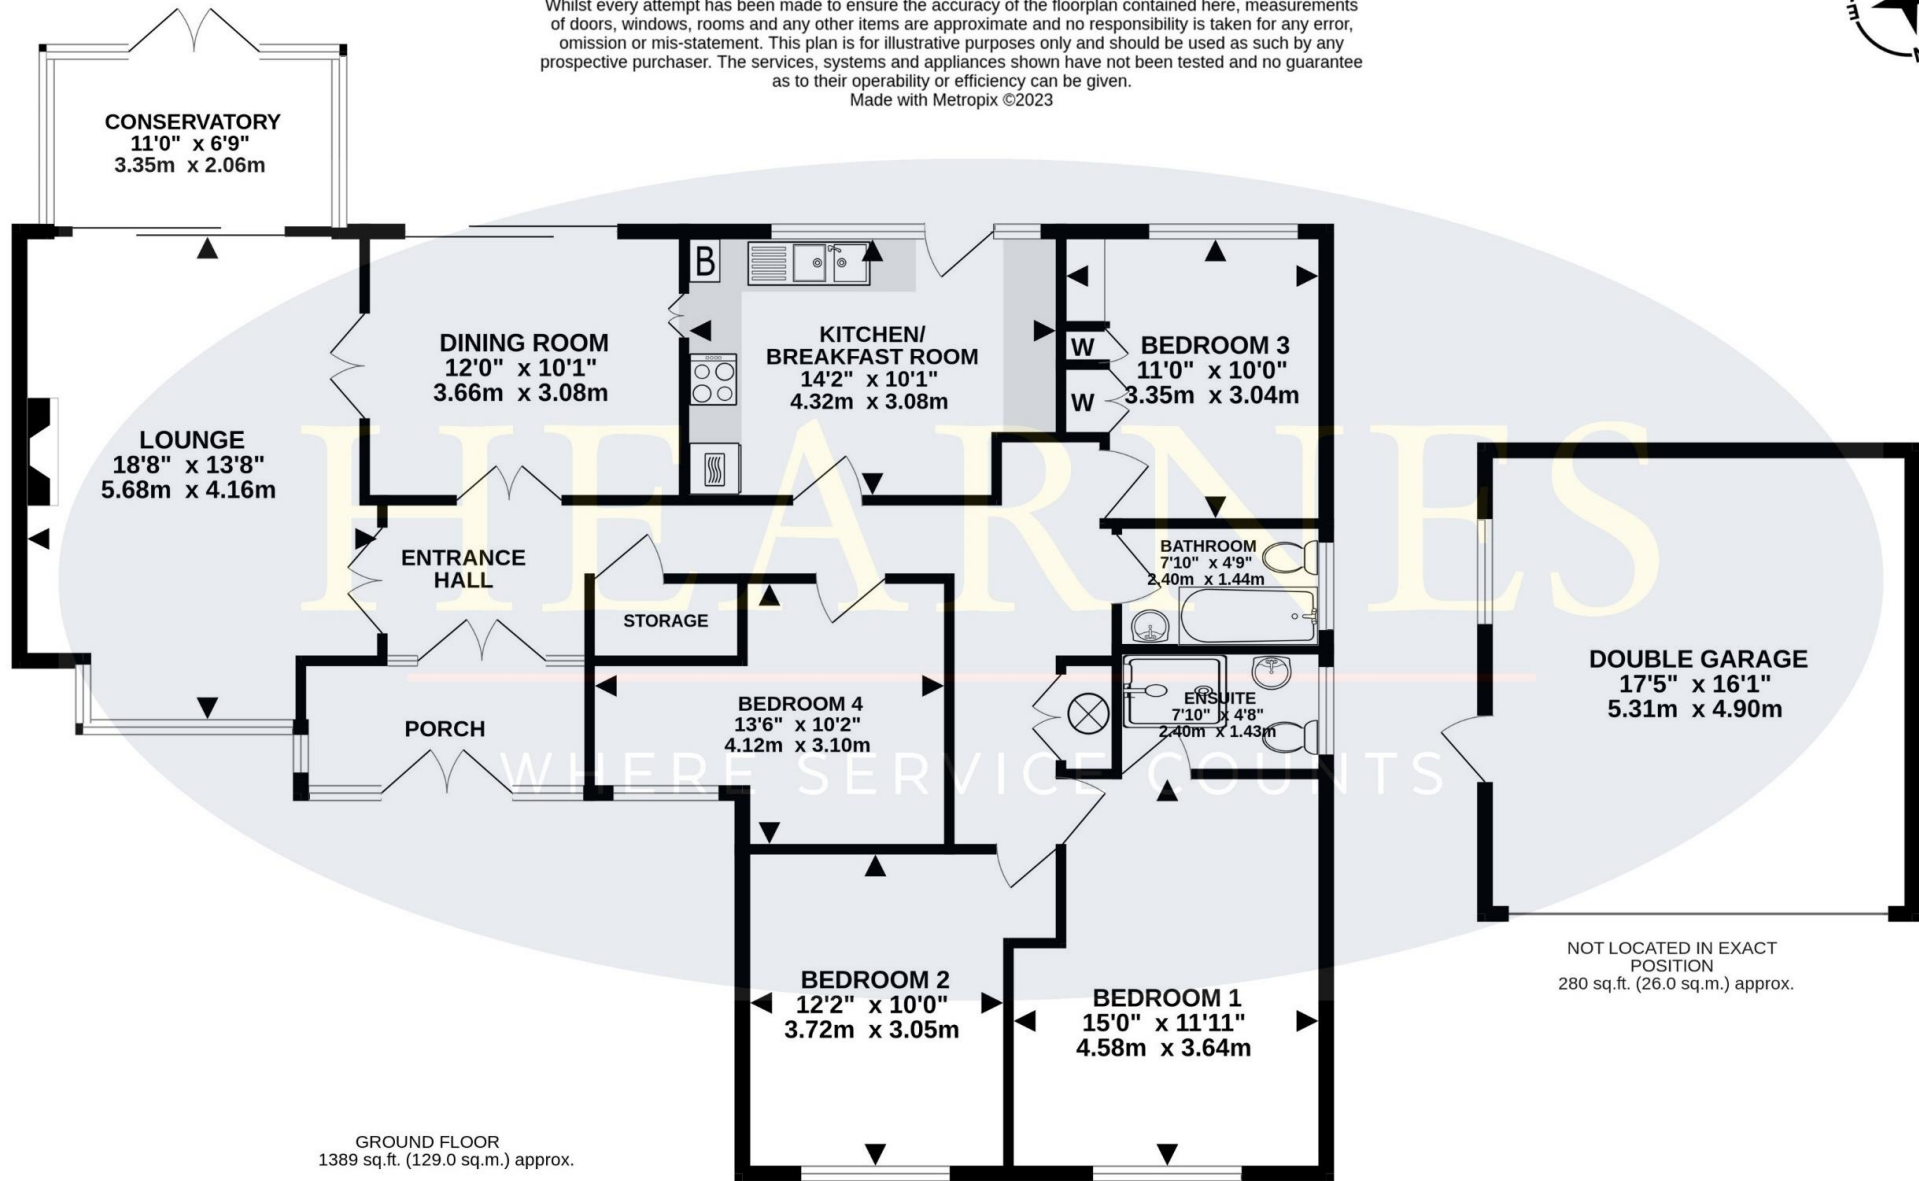 Whilst every attempt has been made to ensure the accuracy of the floorplan contained here, measurements
of doors, windows, rooms and any other items are approximate and no responsibility is taken for any error,
omission or mis-statement. This plan is for illustrative purposes only and should be used as such by any
prospective purchaser. The services, systems and appliances shown have not been tested and no guarantee
as to their operability or efficiency can be given.
Made with Metropix ©2023
CONSERVATORY
11'0" x 6'9"
3.35m x 2.06m
DINING ROOM
12'0" x 10'1"
3.66m x 3.08m
B
KITCHEN/
BREAKFAST ROOM
14'2" x 10'1"
4.32m x 3.08m
W
W
BEDROOM 3
11'0" x 10'0"
3.35m x 3.04m
LOUNGE
18'8" x 13'8"
5.68m x 4.16m
HEARNES
ENTRANCE
HALL
STORAGE
BATHROOM
7'10" x 4'9"
2.40m x 1.44m
ENSUITE
7'10" x 4'8"
2.40m x 1.43m
PORCH
BEDROOM 4
13'6" x 10'2"
4.12m x 3.10m
WHERE SERVICE COUNTS
DOUBLE GARAGE
17'5" x 16'1"
5.31m x 4.90m
NOT LOCATED IN EXACT
POSITION
280 sq.ft. (26.0 sq.m.) approx.
BEDROOM 2
12'2" x 10'0"
3.72m x 3.05m
BEDROOM 1
15'0" x 11'11"
4.58m x 3.64m
GROUND FLOOR
1389 sq.ft. (129.0 sq.m.) approx.